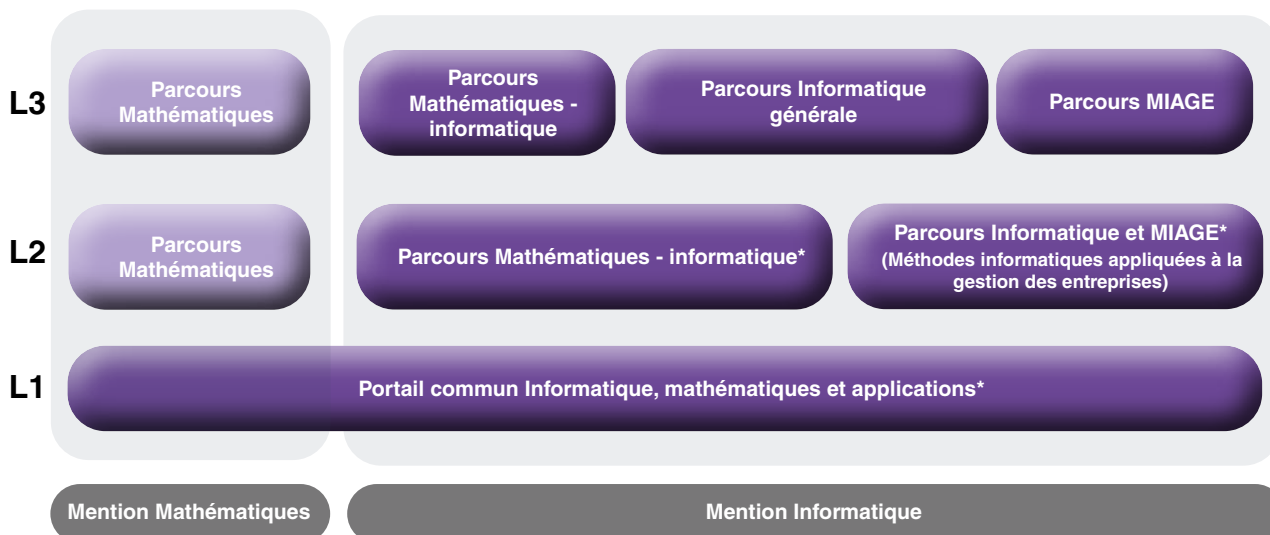 L3
Parcours
Mathématiques
Parcours
Mathématiques -
informatique
Parcours Informatique
générale
Parcours MIAGE
L2
Parcours
Mathématiques
Parcours Mathématiques - informatique*
Parcours Informatique et MIAGE*
(Méthodes informatiques appliquées à la
gestion des entreprises)
L1
Portail commun Informatique, mathématiques et applications*
Mention Mathématiques
Mention Informatique